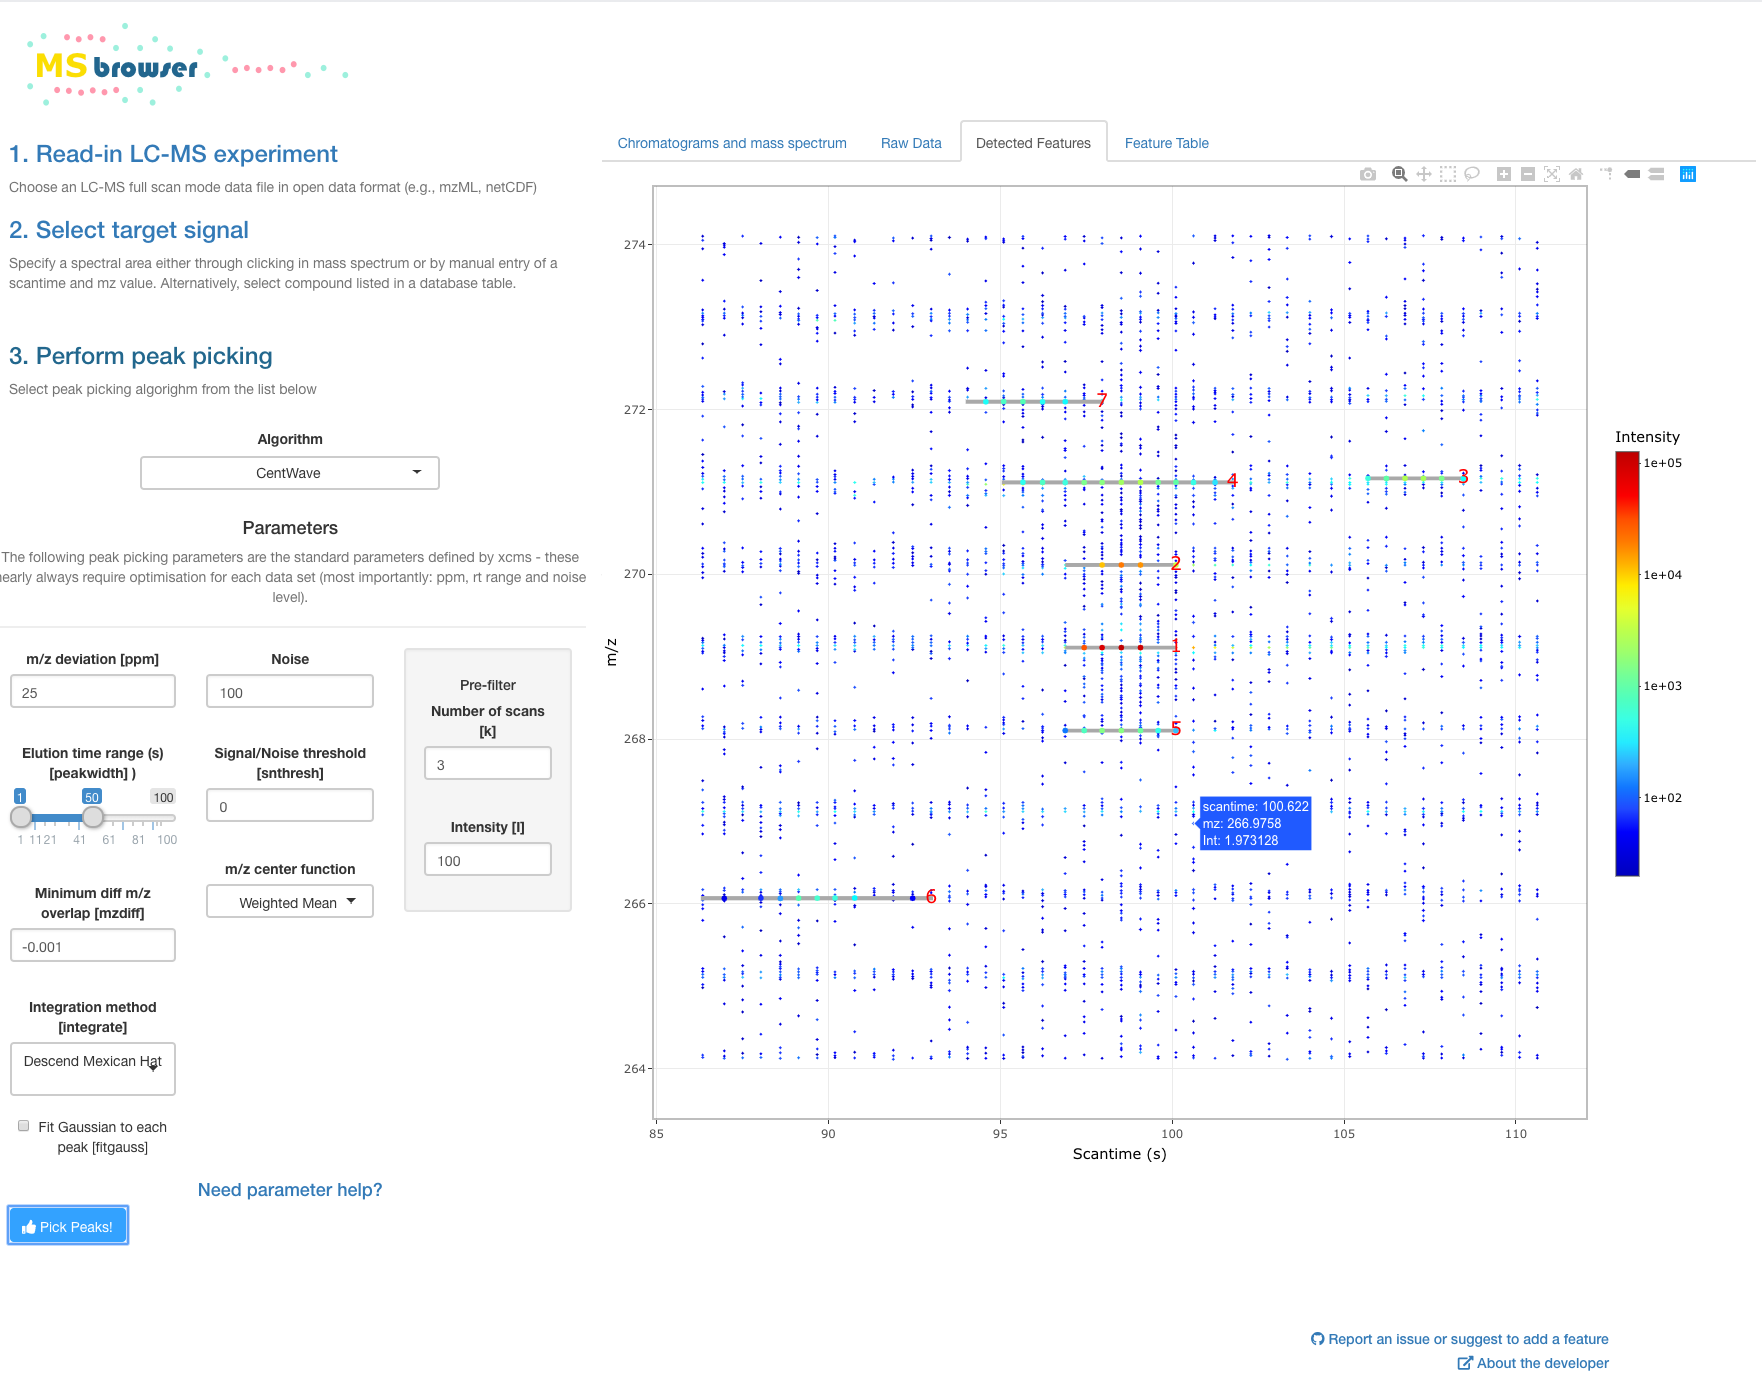 MS browser
1. Read-in LC-MS experiment
Choose an LC-MS full scan mode data file in open data format (e.g., mzML, netCDF)
2. Select target signal
Specify a spectral area either through clicking in mass spectrum or by manual entry of a
scantime and mz value. Alternatively, select compound listed in a database table.
3. Perform peak picking
Select peak picking algorighm from the list below
Algorithm
CentWave
Parameters
The following peak picking parameters are the standard parameters defined by xcms - these
nearly always require optimisation for each data set (most importantly: ppm, rt range and noise
level).
m/z deviation [ppm]
25
Noise
100
Pre-filter
Number of scans
[k]
3
Intensity [I]
100
Elution time range (s)
[peakwidth] )
1 50 100
1 11 21 41 61 81 100
Signal/Noise threshold
[snthresh]
0
m/z center function
Weighted Mean
Minimum diff m/z
overlap [mzdiff]
-0.001
Integration method
[integrate]
Descend Mexican Hat
Fit Gaussian to each
peak [fitgauss]
Need parameter help?
Pick Peaks!
Chromatograms and mass spectrum
Raw Data
Detected Features
Feature Table
m/z
274
272
270
268
266
264
7
4
3
2
1
5
6
scantime: 100.622
mz: 266.9758
Int: 1.973128
85 90 95 100 105 110
Scantime (s)
Intensity
1e+05
1e+04
1e+03
1e+02
Report an issue or suggest to add a feature
About the developer